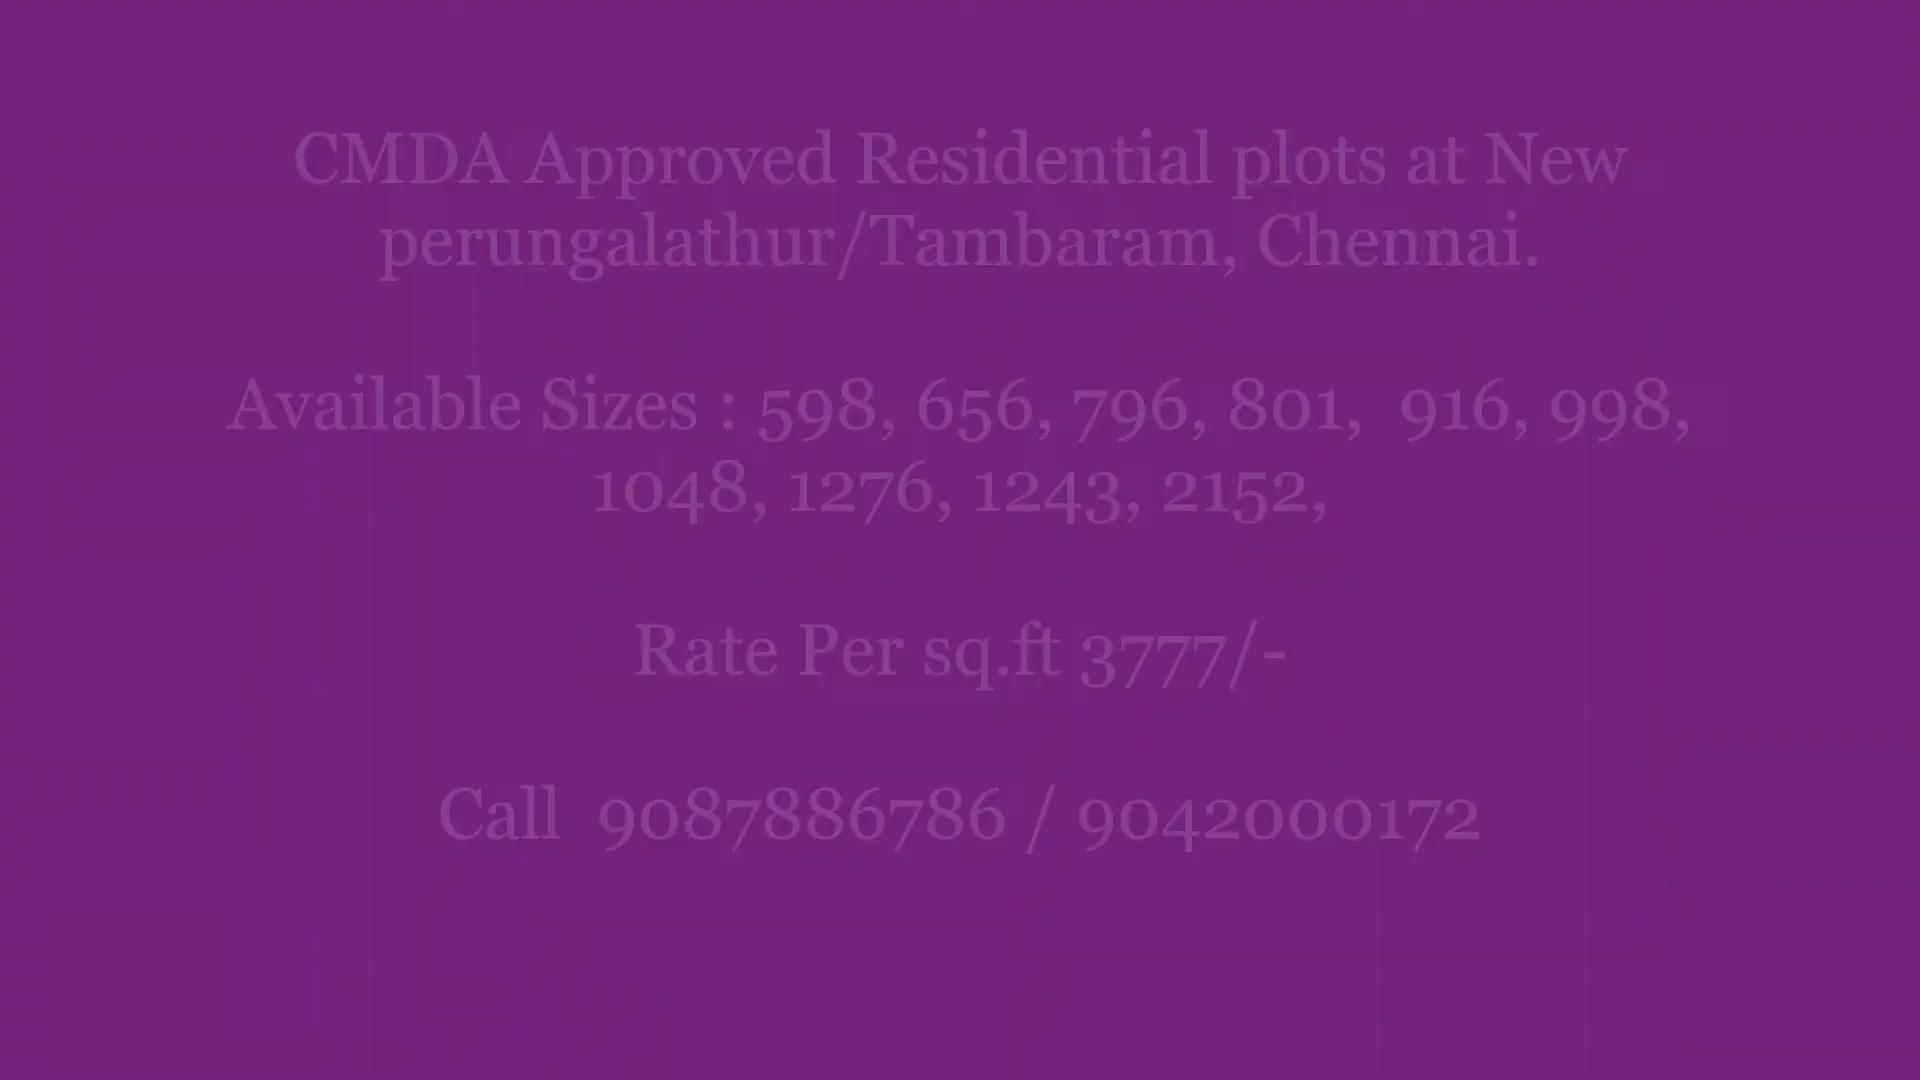 CMDA Approved Residential plots at New
perungalathur/Tambaram, Chennai.
Available Sizes : 598, 656, 796, 801,  916, 998,
1048, 1276, 1243, 2152,
Rate Per sq.ft 3777/-
Call  9087886786 / 9042000172